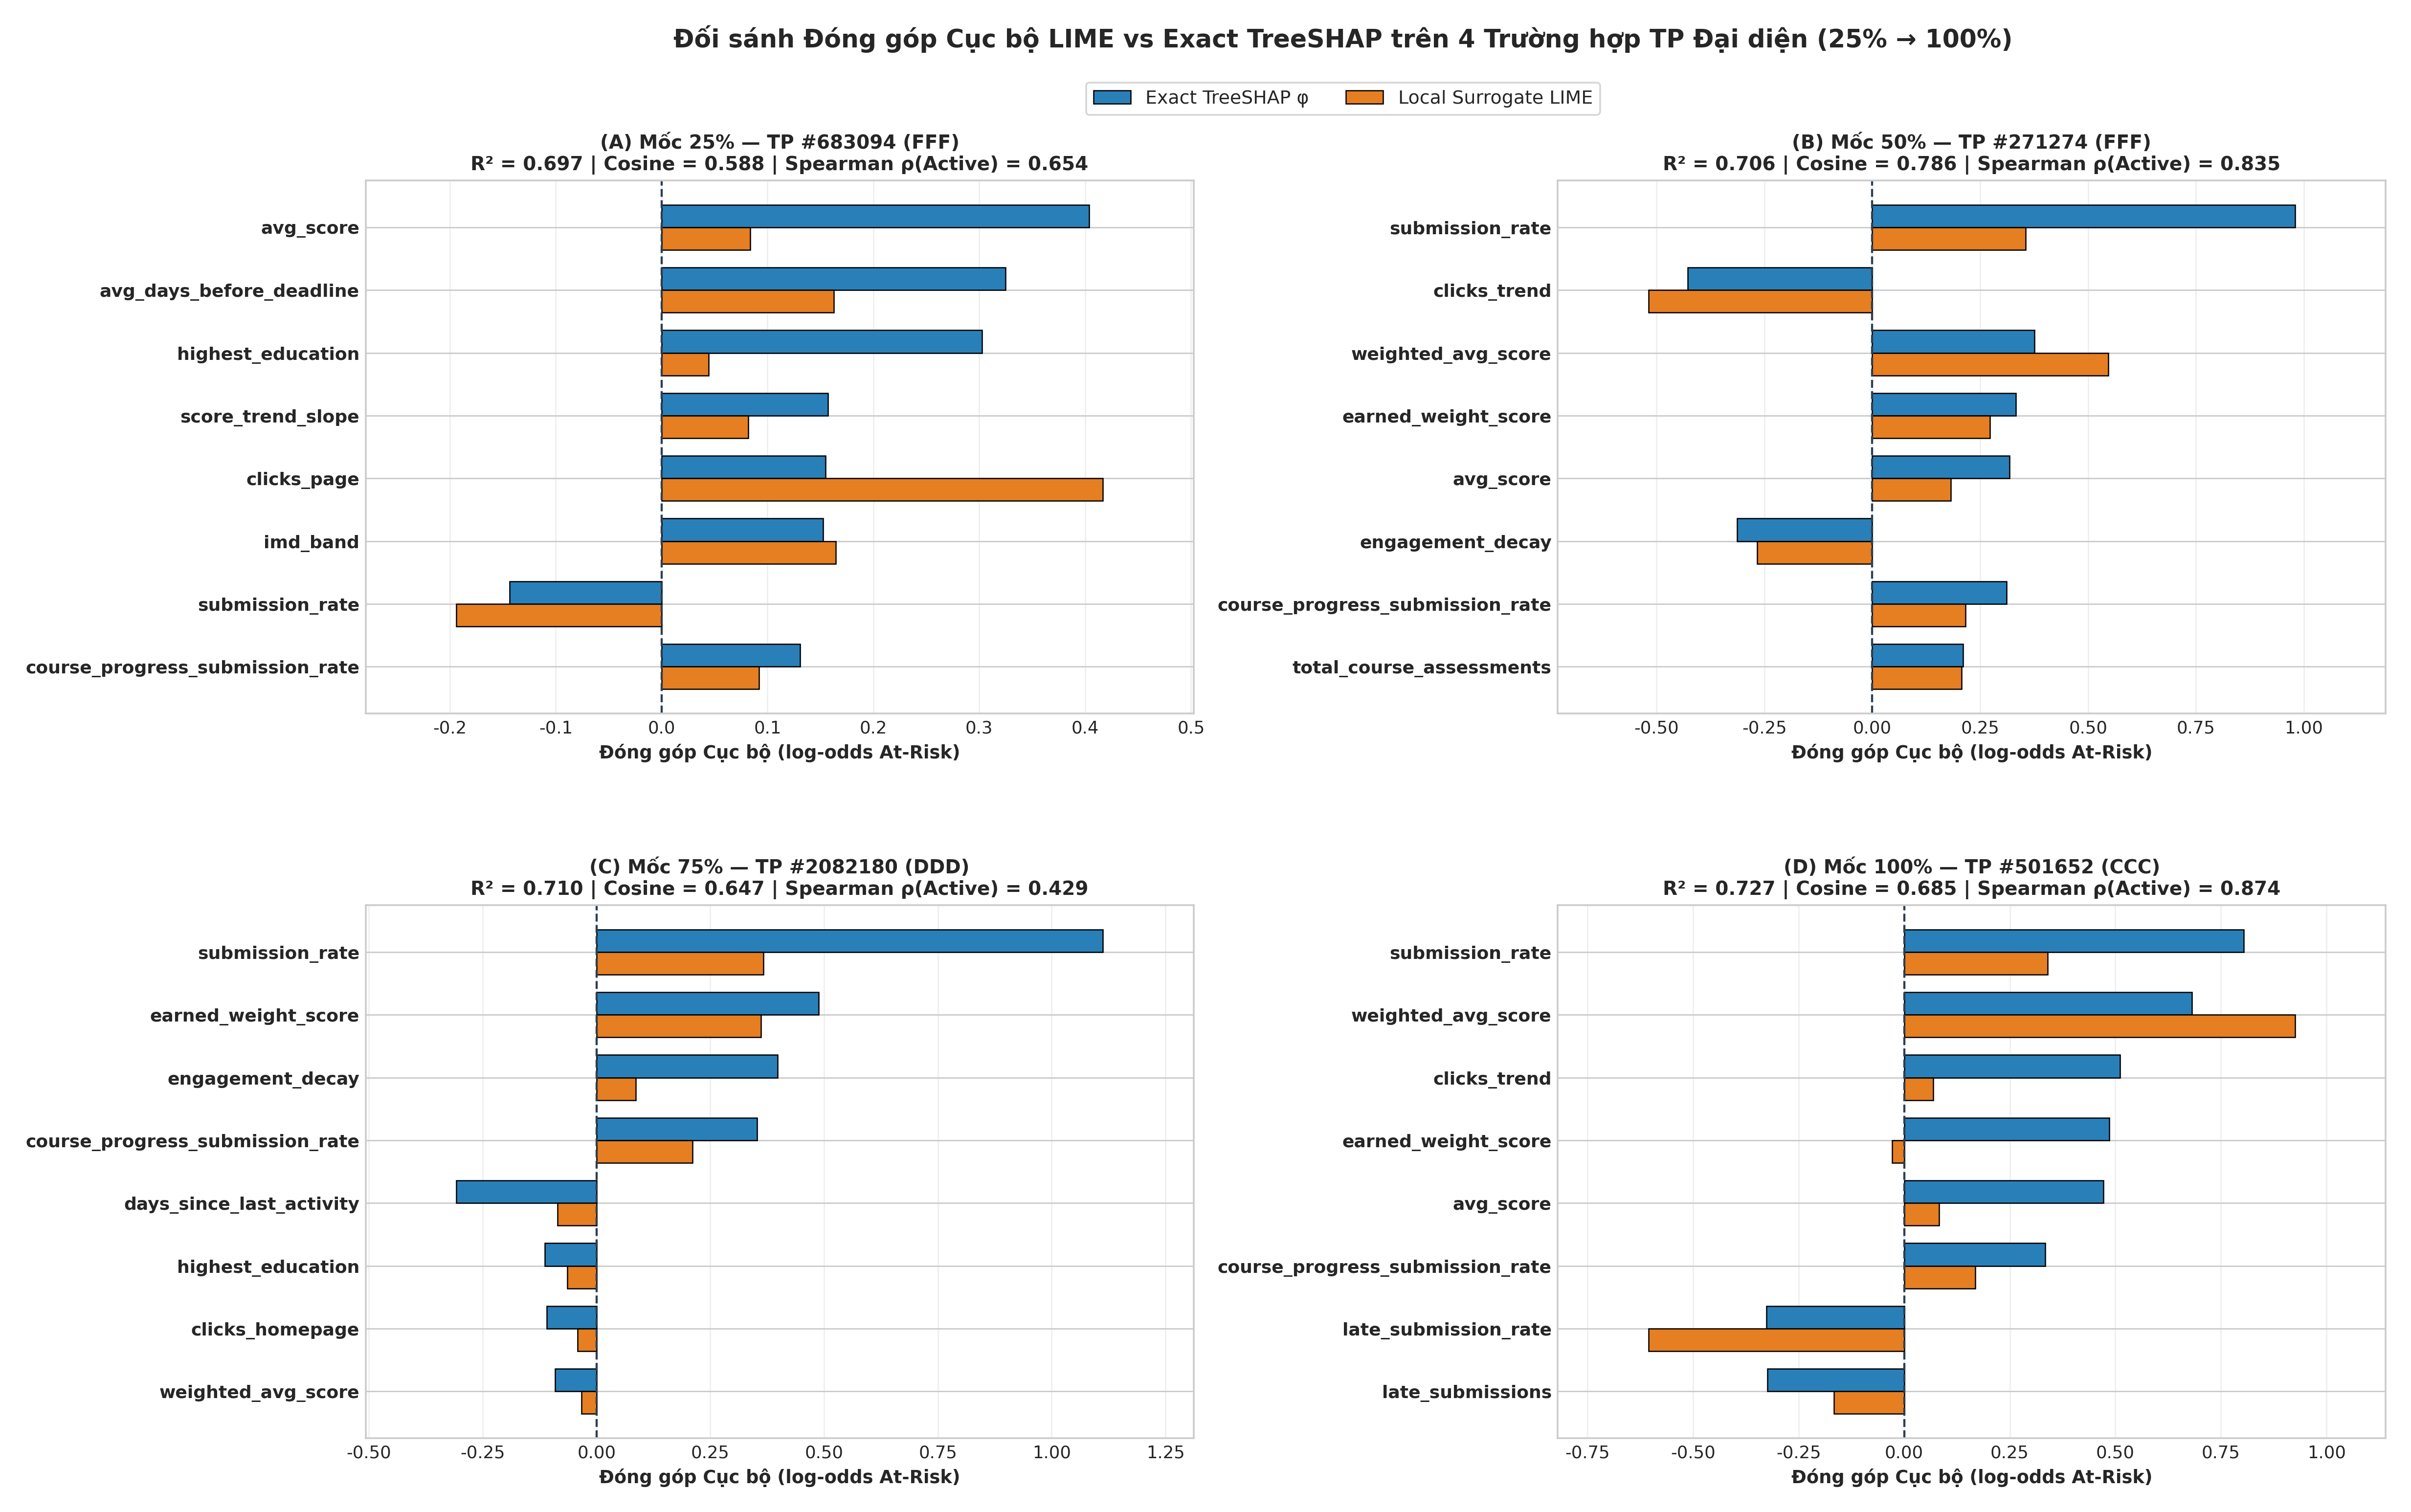 Đối sánh Đóng góp Cục bộ LIME vs Exact TreeSHAP trên 4 Trường hợp TP Đại diện (25% → 100%)
Exact TreeSHAP φ
Local Surrogate LIME
(A) Mốc 25% — TP #683094 (FFF)
R² = 0.697 | Cosine = 0.588 | Spearman ρ(Active) = 0.654
avg_score
avg_days_before_deadline
highest_education
score_trend_slope
clicks_page
imd_band
submission_rate
course_progress_submission_rate
-0.2 -0.1 0.0 0.1 0.2 0.3 0.4 0.5
Đóng góp Cục bộ (log-odds At-Risk)
(B) Mốc 50% — TP #271274 (FFF)
R² = 0.706 | Cosine = 0.786 | Spearman ρ(Active) = 0.835
submission_rate
clicks_trend
weighted_avg_score
earned_weight_score
avg_score
engagement_decay
course_progress_submission_rate
total_course_assessments
-0.50 -0.25 0.00 0.25 0.50 0.75 1.00
Đóng góp Cục bộ (log-odds At-Risk)
(C) Mốc 75% — TP #2082180 (DDD)
R² = 0.710 | Cosine = 0.647 | Spearman ρ(Active) = 0.429
submission_rate
earned_weight_score
engagement_decay
course_progress_submission_rate
days_since_last_activity
highest_education
clicks_homepage
weighted_avg_score
-0.50 -0.25 0.00 0.25 0.50 0.75 1.00 1.25
Đóng góp Cục bộ (log-odds At-Risk)
(D) Mốc 100% — TP #501652 (CCC)
R² = 0.727 | Cosine = 0.685 | Spearman ρ(Active) = 0.874
submission_rate
weighted_avg_score
clicks_trend
earned_weight_score
avg_score
course_progress_submission_rate
late_submission_rate
late_submissions
-0.75 -0.50 -0.25 0.00 0.25 0.50 0.75 1.00
Đóng góp Cục bộ (log-odds At-Risk)